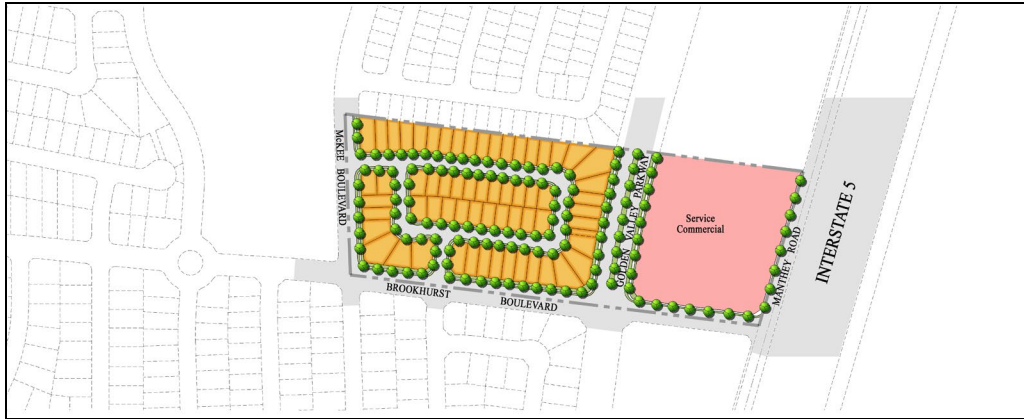 McKEE BOULEVARD
GOLDEN VALLEY PARKWAY
Service
Commercial
MANTHEY ROAD
INTERSTATE 5
BROOKHURST
BOULEVARD